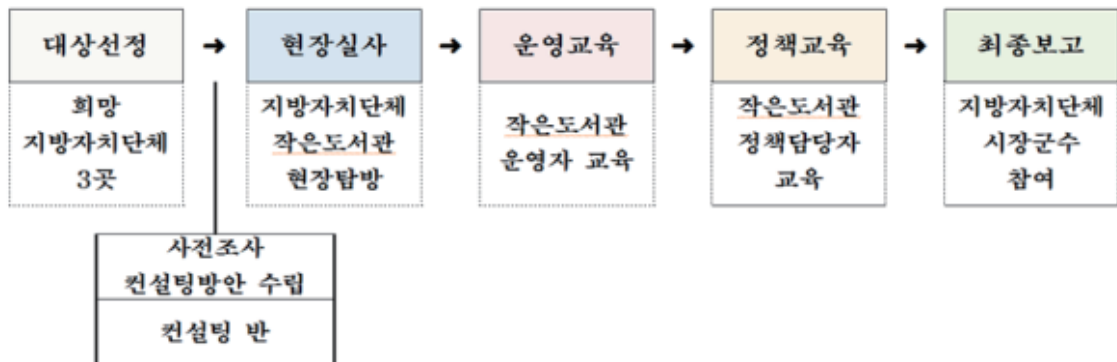 대상선정 → 현장실사 → 운영교육 → 정책교육 → 최종보고
희망
지방자치단체
3곳
지방자치단체
작은도서관
현장탐방
작은도서관
운영자 교육
작은도서관
정책담당자
교육
지방자치단체
시장군수
참여
사전조사
컨설팅방안 수립
컨설팅 반